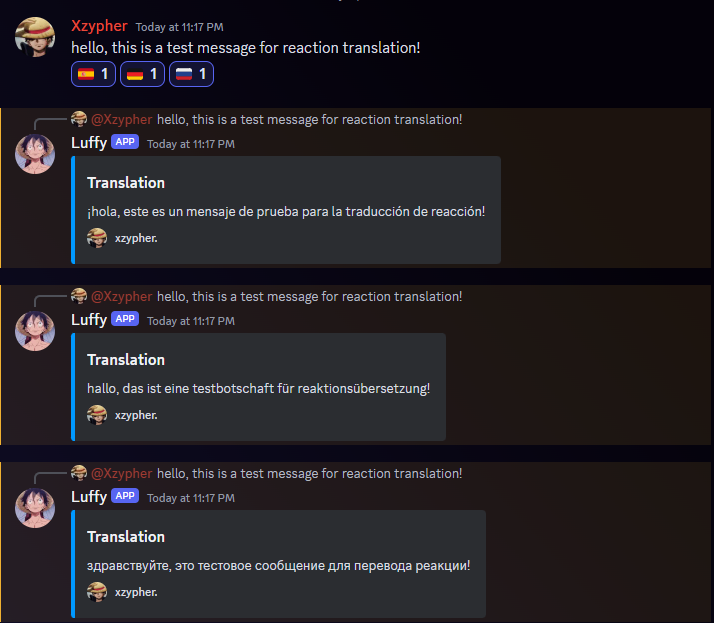 Xzypher Today at 11:17 PM
hello, this is a test message for reaction translation!
1 1 1
@Xzypher hello, this is a test message for reaction translation!
Luffy APP Today at 11:17 PM
Translation
¡hola, este es un mensaje de prueba para la traducción de reacción!
xzypher.
@Xzypher hello, this is a test message for reaction translation!
Luffy APP Today at 11:17 PM
Translation
hallo, das ist eine testbotschaft für reaktionsübersetzung!
xzypher.
@Xzypher hello, this is a test message for reaction translation!
Luffy APP Today at 11:17 PM
Translation
здравствуйте, это тестовое сообщение для перевода реакции!
xzypher.